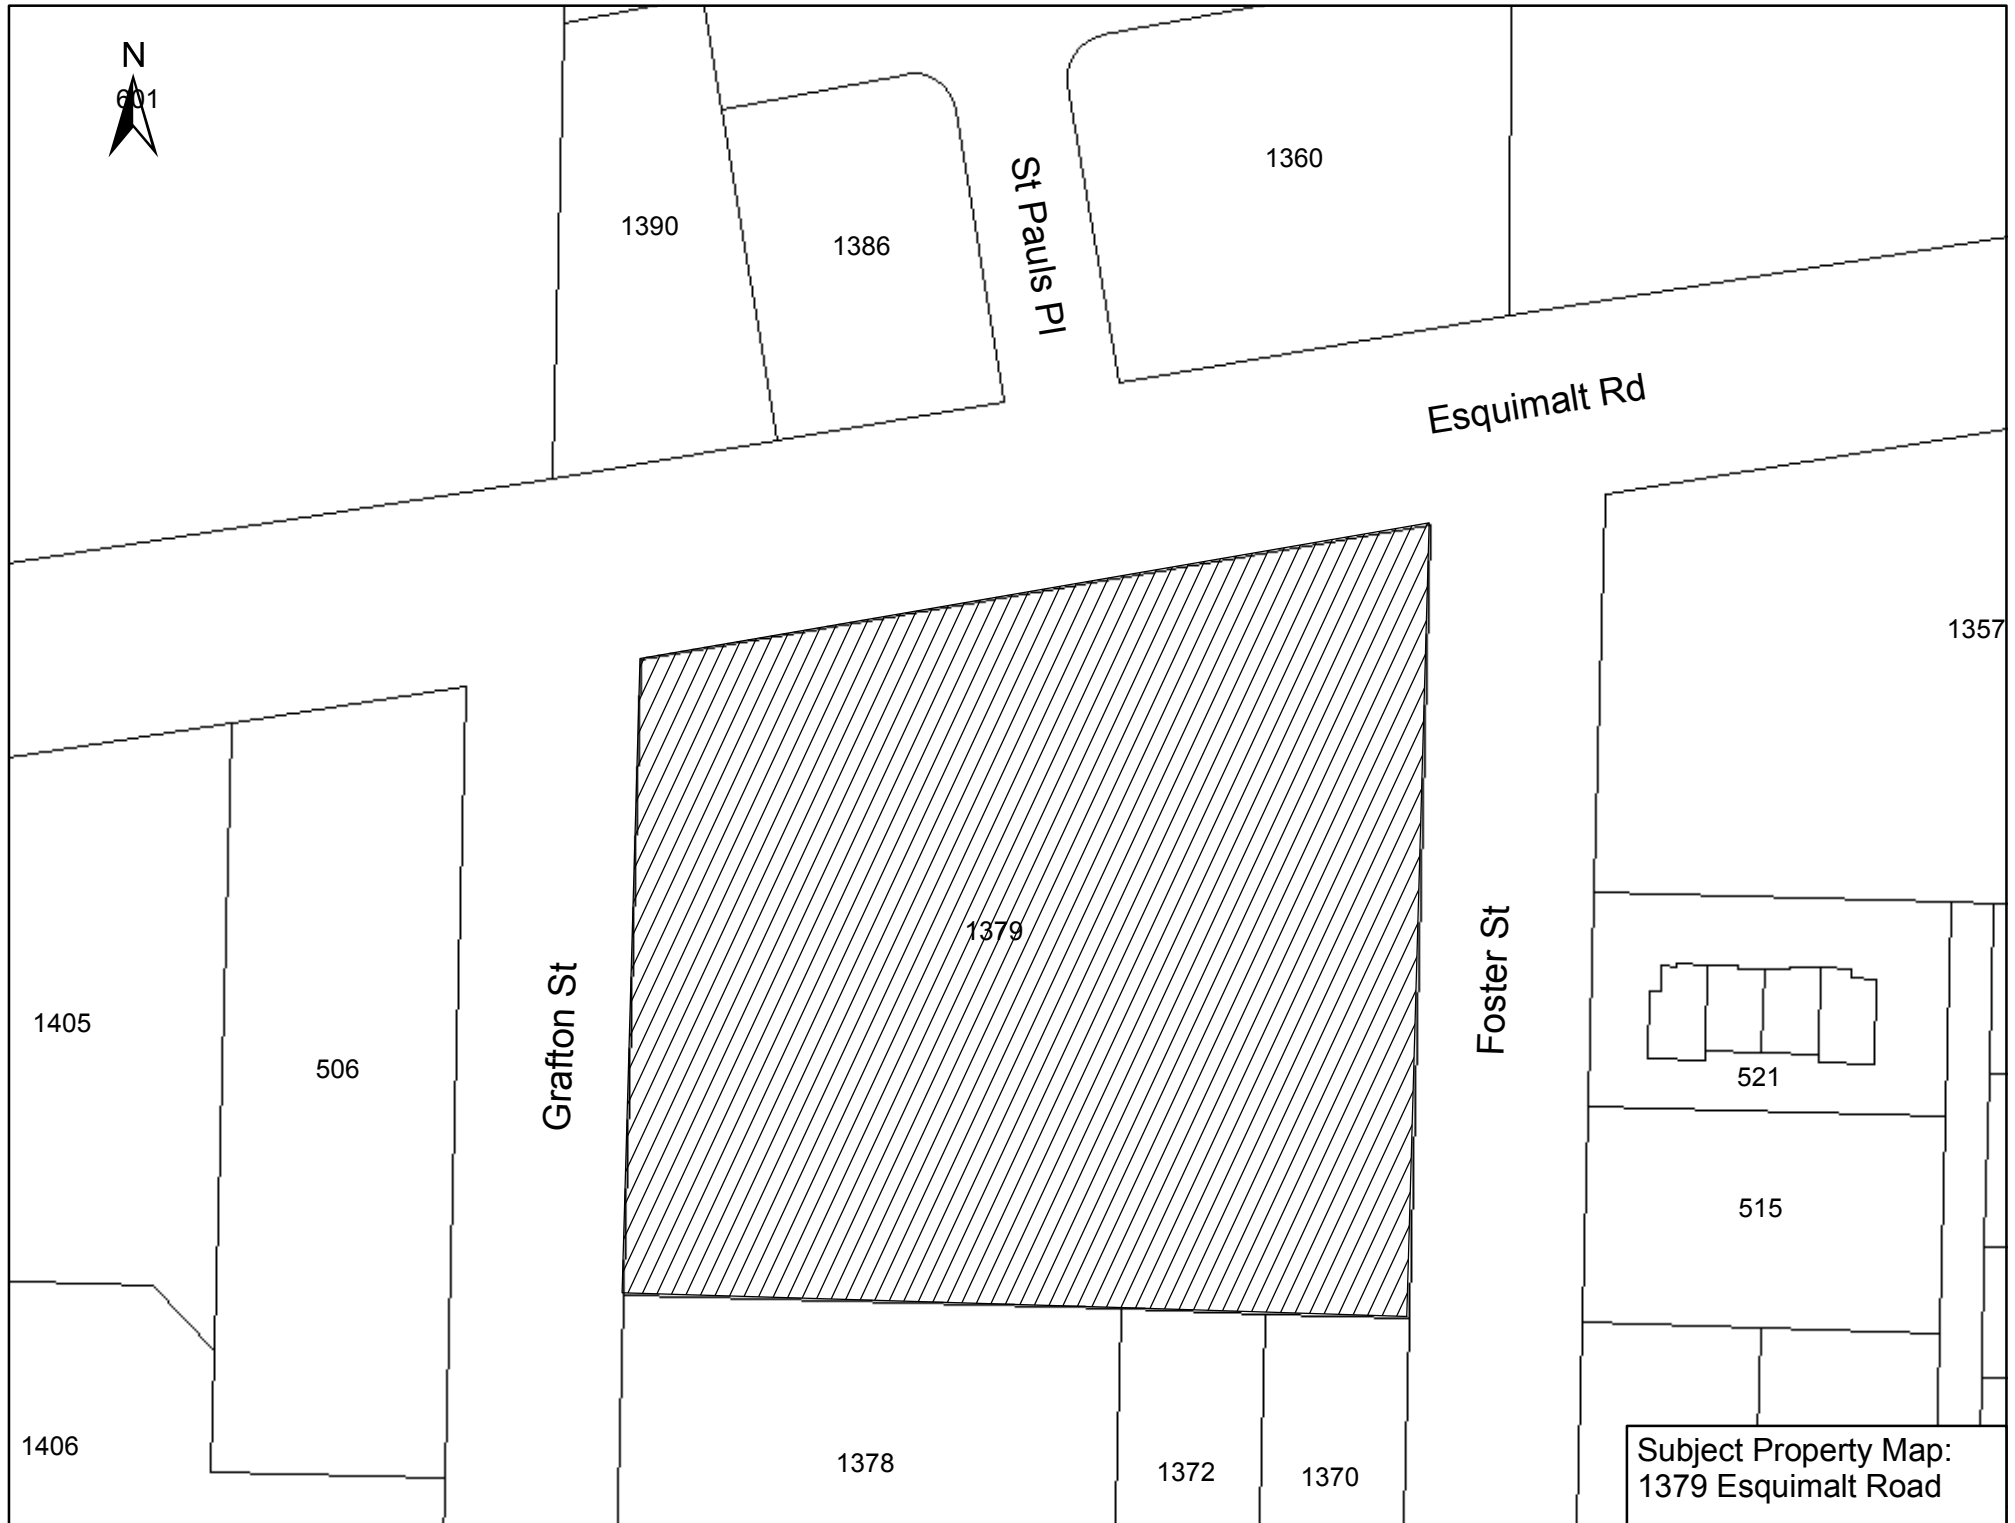 N
601
1360
1390
1386
St Pauls Pl
Esquimalt Rd
1357
1379
Foster St
Grafton St
1405
506
521
515
1406
1378
1372
1370
Subject Property Map:
1379 Esquimalt Road